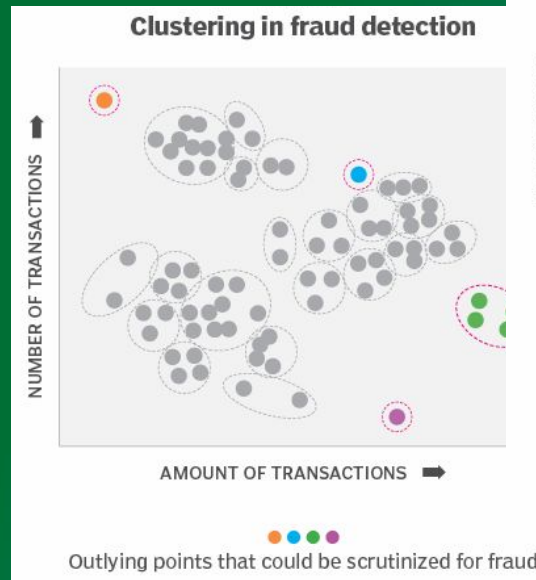 Clustering in fraud detection
NUMBER OF TRANSACTIONS
AMOUNT OF TRANSACTIONS
Outlying points that could be scrutinized for fraud